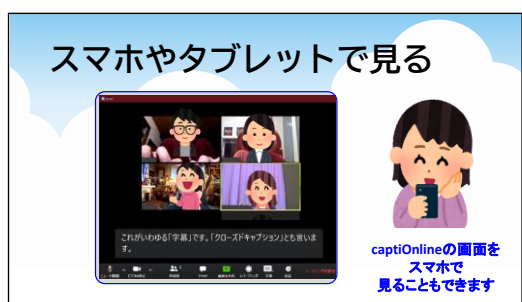 スマホやタブレットで見る
これがいわゆる「字幕」です。「クローズドキャプション」とも言いま
す。
captiOnlineの画面を
スマホで
見ることもできます